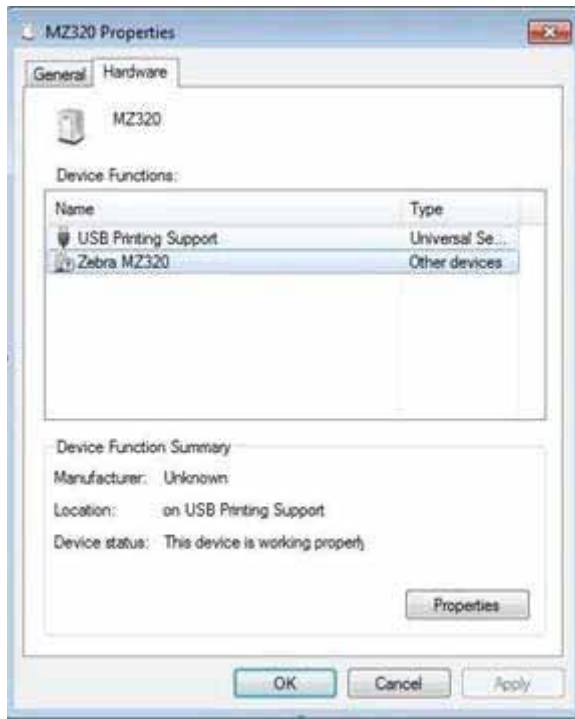 MZ320 Properties
General Hardware
MZ320
Device Functions:
Name Type
USB Printing Support Universal Se...
Zebra MZ320 Other devices
Device Function Summary
Manufacturer: Unknown
Location: on USB Printing Support
Device status: This device is working properly
Properties
OK Cancel Apply